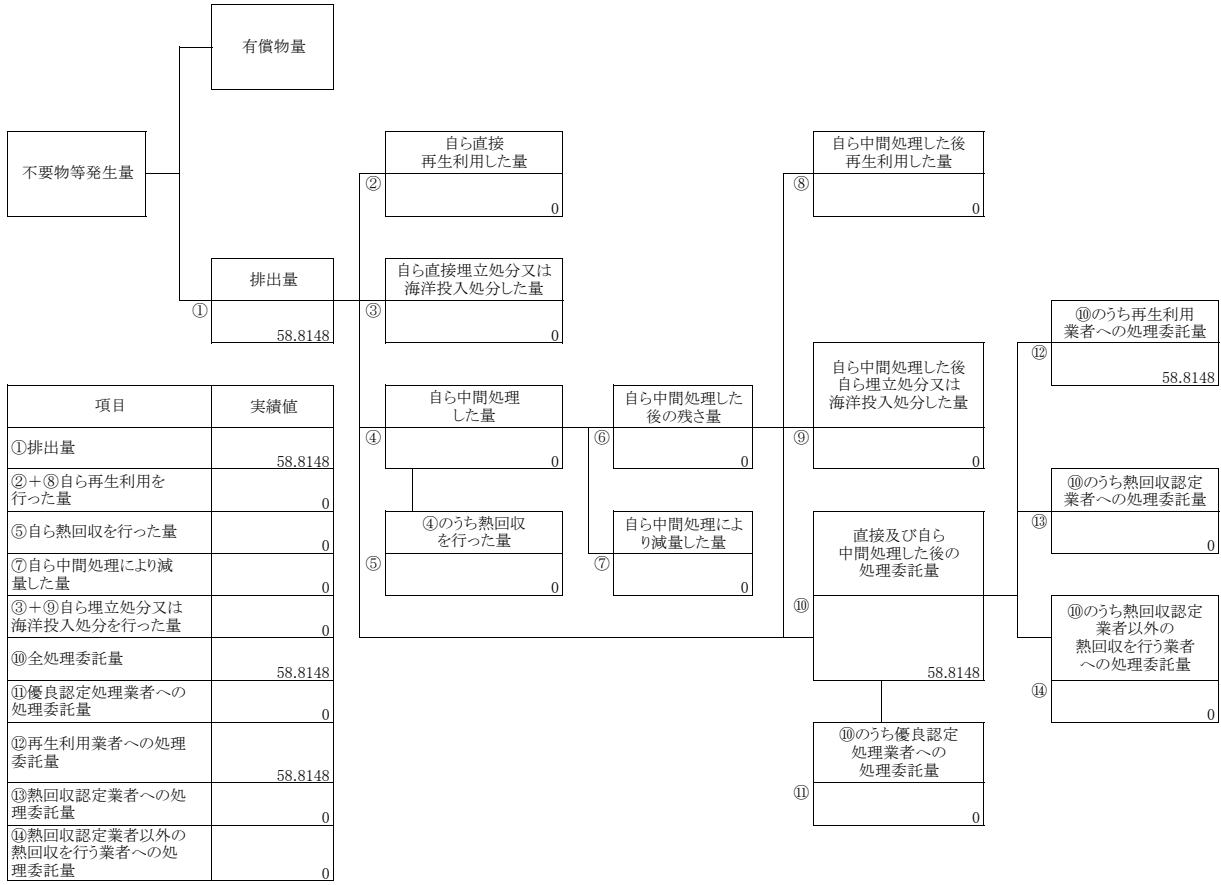 有償物量
不要物等発生量
自ら直接
再生利用した量
②
0
自ら中間処理した後
再生利用した量
⑧
0
排出量
①
58.8148
自ら直接埋立処分又は
海洋投入処分した量
③
0
⑩のうち再生利用
業者への処理委託量
⑫
58.8148
自ら中間処理
した量
④
0
自ら中間処理した
後の残さ量
⑥
0
自ら中間処理した後
自ら埋立処分又は
海洋投入処分した量
⑨
0
⑩のうち熱回収認定
業者への処理委託量
⑬
0
④のうち熱回収
を行った量
⑤
0
自ら中間処理によ
り減量した量
⑦
0
直接及び自ら
中間処理した後の
処理委託量
⑩
58.8148
⑩のうち熱回収認定
業者以外の
熱回収を行う業者
への処理委託量
⑭
0
⑩のうち優良認定
処理業者への
処理委託量
⑪
0
項目 実績値
①排出量
58.8148
②＋⑧自ら再生利用を
行った量
0
⑤自ら熱回収を行った量
0
⑦自ら中間処理により減
量した量
0
③＋⑨自ら埋立処分又は
海洋投入処分を行った量
0
⑩全処理委託量
58.8148
⑪優良認定処理業者への
処理委託量
0
⑫再生利用業者への処理
委託量
58.8148
⑬熱回収認定業者への処
理委託量
0
⑭熱回収認定業者以外の
熱回収を行う業者への処
理委託量
0